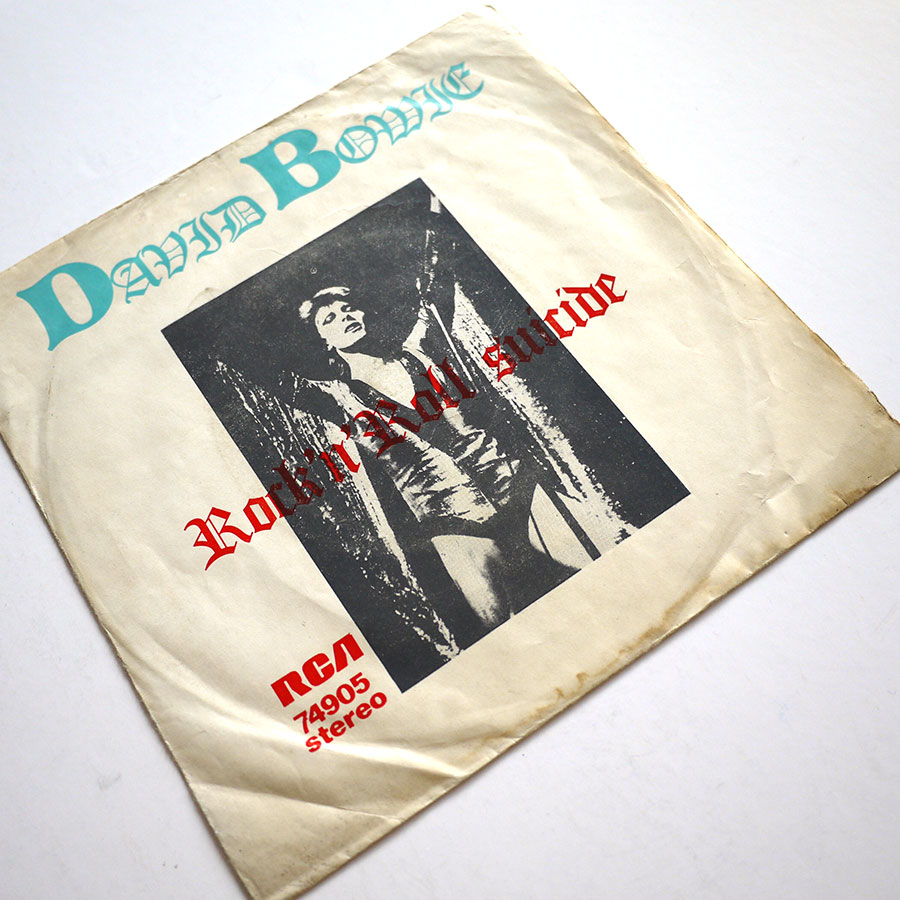 DAVID BOWIE
Rock'n'Roll suicide
RCA
74905
stereo